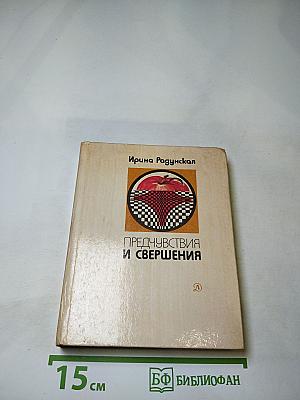 Ирина Радунская
ПРЕДЧУВСТВИЯ
И СВЕРШЕНИЯ
15 см
БФ БИБЛИОФАН